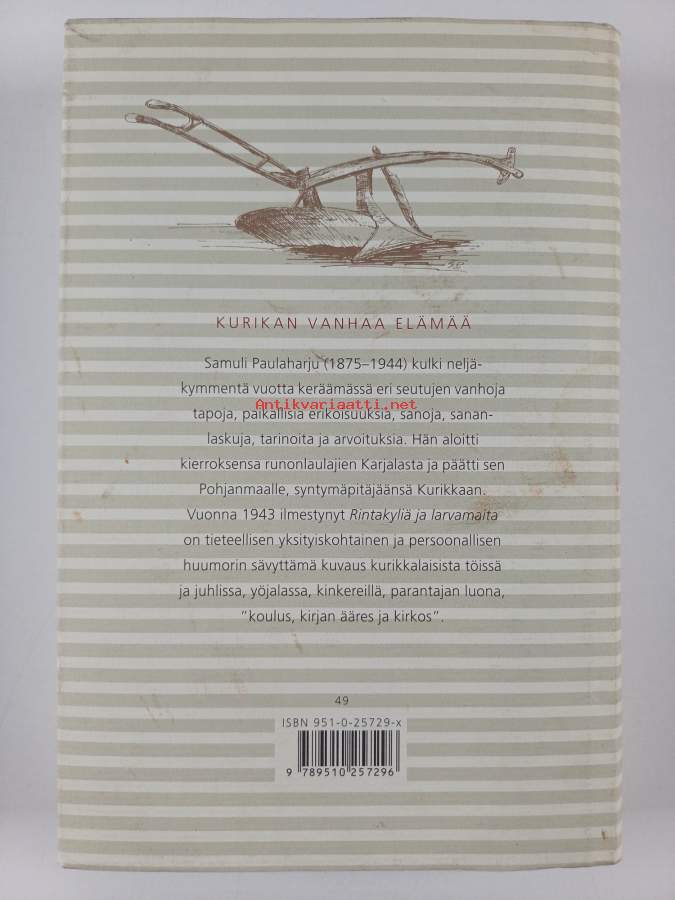 KURIKAN VANHAA ELÄMÄÄ
Samuli Paulaharju (1875–1944) kulki neljä-
kymmentä vuotta keräämässä eri seutujen vanhoja
Antikvariaatti.net
tapoja, paikallisia erikoisuuksia, sanoja, sanan-
laskuja, tarinoita ja arvoituksia. Hän aloitti
kierroksensa runonlaulajien Karjalasta ja päätti sen
Pohjanmaalle, syntymäpitäjäänsä Kurikkaan.
Vuonna 1943 ilmestynyt Rintakyliä ja larvamaita
on tieteellisen yksityiskohtainen ja persoonallisen
huumorin sävyttämä kuvaus kurikkalaisista töissä
ja juhlissa, yöjalassa, kinkereillä, parantajan luona,
”koulus, kirjan ääres ja kirkos”.
49
ISBN 951-0-25729-x
9 789510 257296